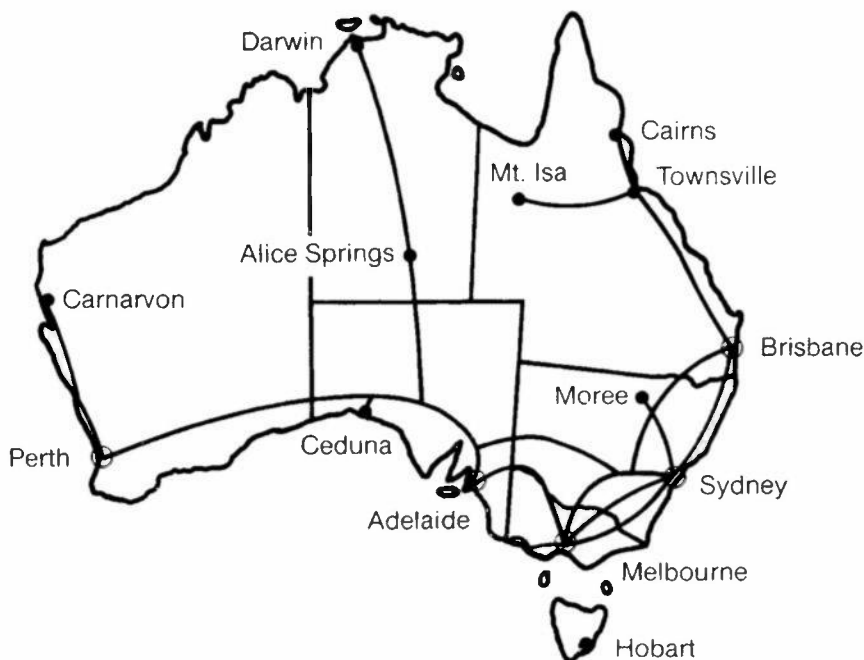 Darwin
Cairns
Mt. Isa
Townsville
Alice Springs
Carnarvon
Brisbane
Moree
Ceduna
Perth
Sydney
Adelaide
Melbourne
Hobart